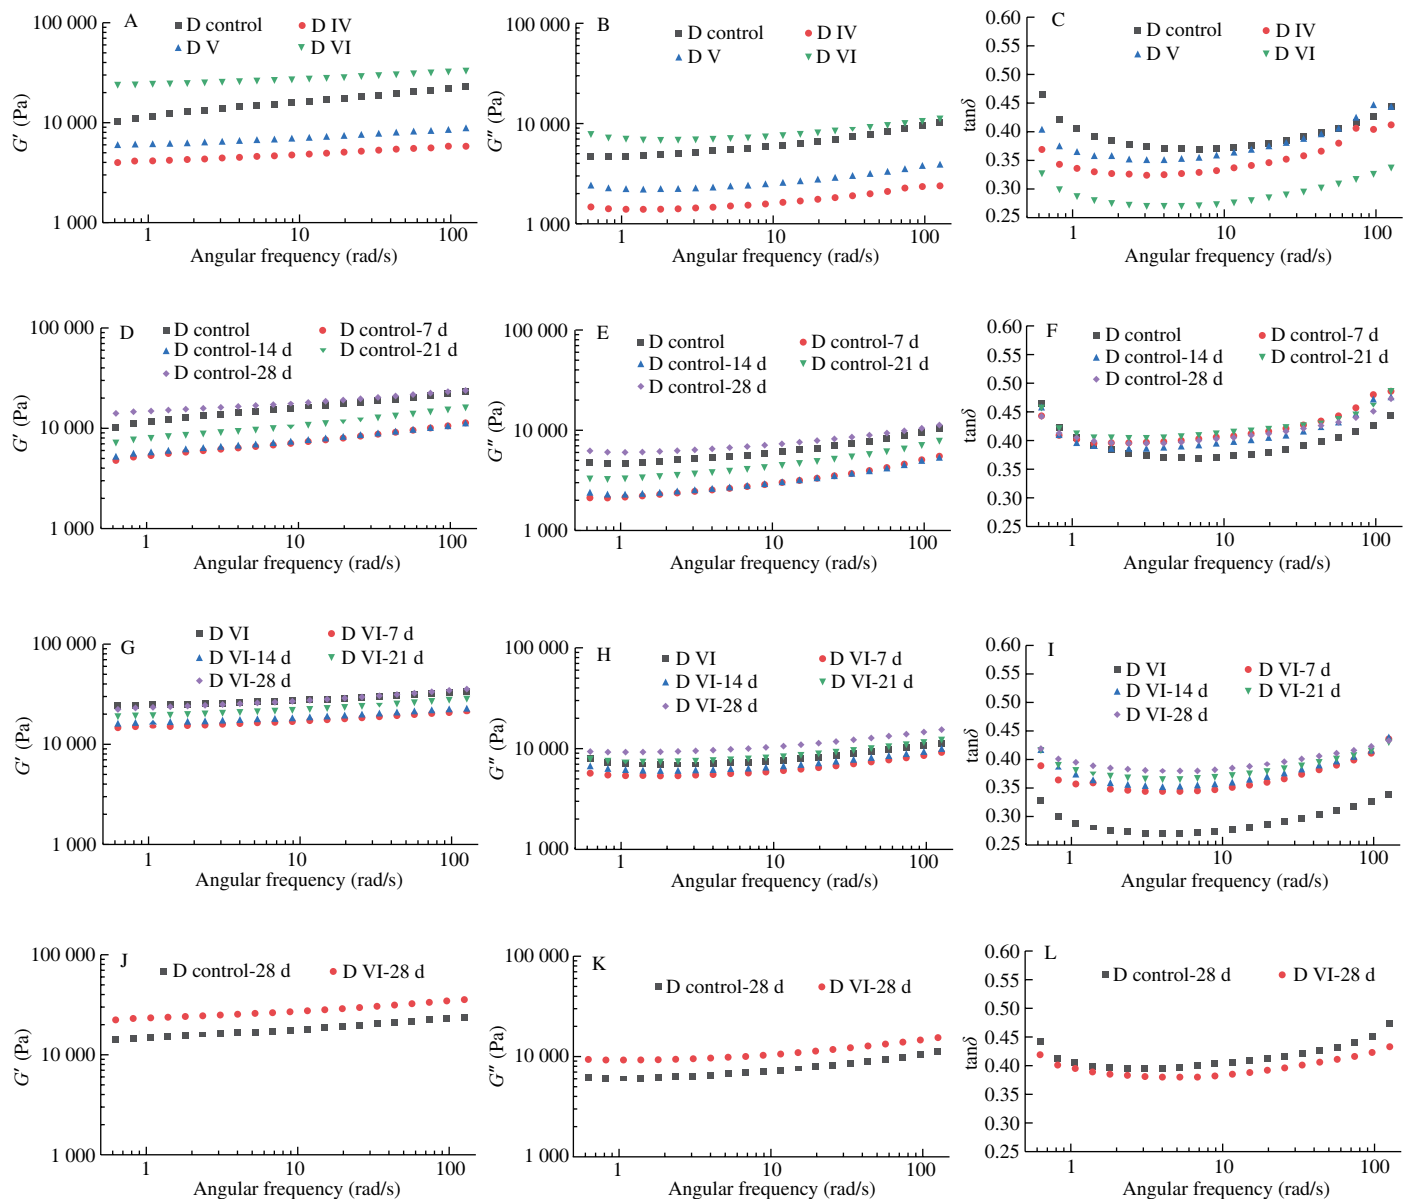 A
D control
D IV
D V
D VI
100 000
10 000
1 000
G′ (Pa)
1
10
100
Angular frequency (rad/s)
B
D control
D IV
D V
D VI
100 000
10 000
1 000
G″ (Pa)
1
10
100
Angular frequency (rad/s)
C
D control
D IV
D V
D VI
0.60
0.55
0.50
0.45
0.40
0.35
0.30
0.25
tanδ
1
10
100
Angular frequency (rad/s)
D
D control
D control-7 d
D control-14 d
D control-21 d
D control-28 d
100 000
10 000
1 000
G′ (Pa)
1
10
100
Angular frequency (rad/s)
E
D control
D control-7 d
D control-14 d
D control-21 d
D control-28 d
100 000
10 000
1 000
G″ (Pa)
1
10
100
Angular frequency (rad/s)
F
D control
D control-7 d
D control-14 d
D control-21 d
D control-28 d
0.60
0.55
0.50
0.45
0.40
0.35
0.30
0.25
tanδ
1
10
100
Angular frequency (rad/s)
G
D VI
D VI-7 d
D VI-14 d
D VI-21 d
D VI-28 d
100 000
10 000
1 000
G′ (Pa)
1
10
100
Angular frequency (rad/s)
H
D VI
D VI-7 d
D VI-14 d
D VI-21 d
D VI-28 d
100 000
10 000
1 000
G″ (Pa)
1
10
100
Angular frequency (rad/s)
I
D VI
D VI-7 d
D VI-14 d
D VI-21 d
D VI-28 d
0.60
0.55
0.50
0.45
0.40
0.35
0.30
0.25
tanδ
1
10
100
Angular frequency (rad/s)
J
D control-28 d
D VI-28 d
100 000
10 000
1 000
G′ (Pa)
1
10
100
Angular frequency (rad/s)
K
D control-28 d
D VI-28 d
100 000
10 000
1 000
G″ (Pa)
1
10
100
Angular frequency (rad/s)
L
D control-28 d
D VI-28 d
0.60
0.55
0.50
0.45
0.40
0.35
0.30
0.25
tanδ
1
10
100
Angular frequency (rad/s)